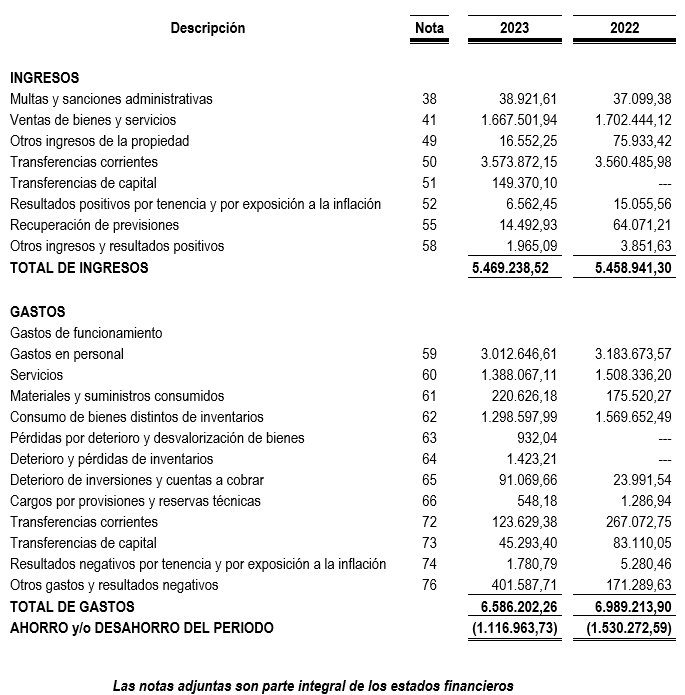 Descripción Nota 2023 2022
INGRESOS
Multas y sanciones administrativas 38 38.921,61 37.099,38
Ventas de bienes y servicios 41 1.667.501,94 1.702.444,12
Otros ingresos de la propiedad 49 16.552,25 75.933,42
Transferencias corrientes 50 3.573.872,15 3.560.485,98
Transferencias de capital 51 149.370,10 ---
Resultados positivos por tenencia y por exposición a la inflación 52 6.562,45 15.055,56
Recuperación de previsiones 55 14.492,93 64.071,21
Otros ingresos y resultados positivos 58 1.965,09 3.851,63
TOTAL DE INGRESOS 5.469.238,52 5.458.941,30
GASTOS
Gastos de funcionamiento
Gastos en personal 59 3.012.646,61 3.183.673,57
Servicios 60 1.388.067,11 1.508.336,20
Materiales y suministros consumidos 61 220.626,18 175.520,27
Consumo de bienes distintos de inventarios 62 1.298.597,99 1.569.652,49
Pérdidas por deterioro y desvalorización de bienes 63 932,04 ---
Deterioro y pérdidas de inventarios 64 1.423,21 ---
Deterioro de inversiones y cuentas a cobrar 65 91.069,66 23.991,54
Cargos por provisiones y reservas técnicas 66 548,18 1.286,94
Transferencias corrientes 72 123.629,38 267.072,75
Transferencias de capital 73 45.293,40 83.110,05
Resultados negativos por tenencia y por exposición a la inflación 74 1.780,79 5.280,46
Otros gastos y resultados negativos 76 401.587,71 171.289,63
TOTAL DE GASTOS 6.586.202,26 6.989.213,90
AHORRO y/o DESAHORRO DEL PERIODO (1.116.963,73) (1.530.272,59)
Las notas adjuntas son parte integral de los estados financieros